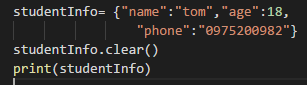 studentInfo= {"name":"tom","age":18,
"phone":"0975200982"}
studentInfo.clear()
print(studentInfo)